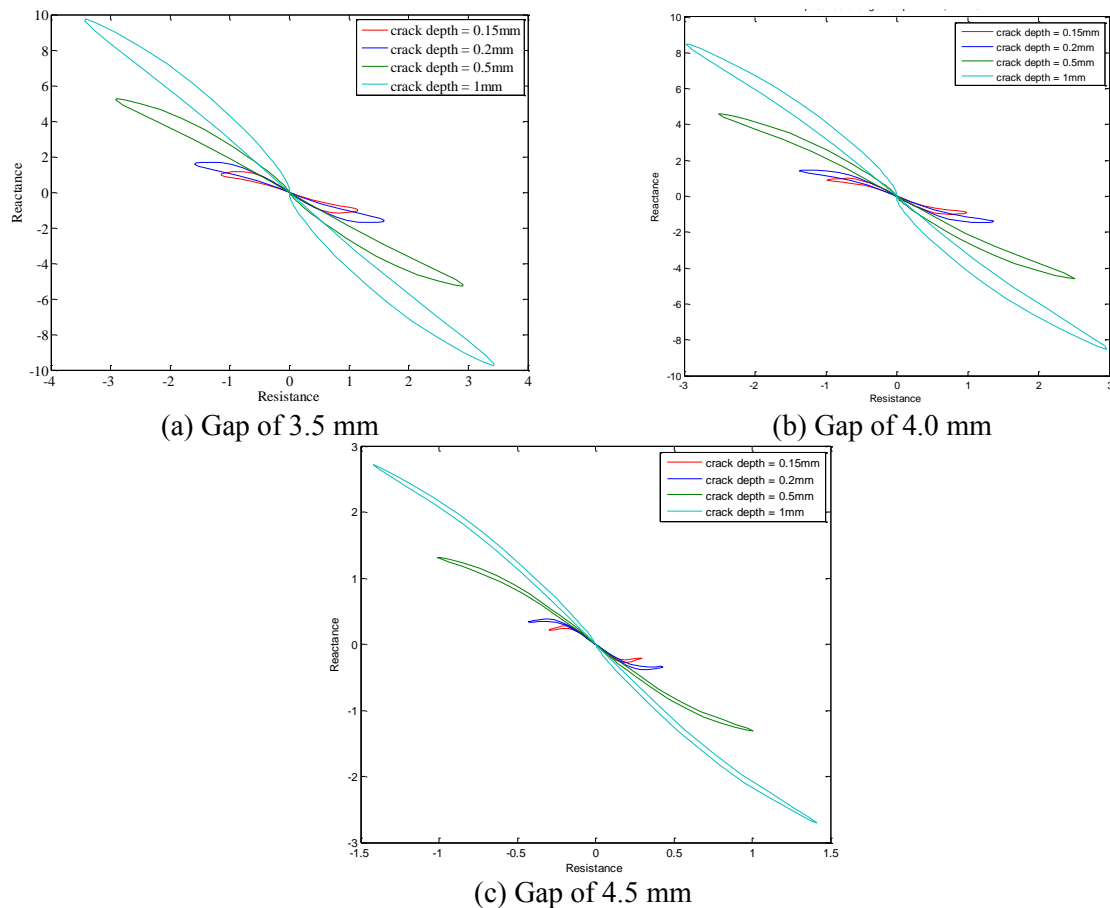 10
8
6
4
2
0
-2
-4
-6
-8
-10
-4
-3
-2
-1
0
1
2
3
4
Reactance
Resistance
crack depth = 0.15mm
crack depth = 0.2mm
crack depth = 0.5mm
crack depth = 1mm
(a) Gap of 3.5 mm
10
8
6
4
2
0
-2
-4
-6
-8
-10
-3
-2
-1
0
1
2
3
Reactance
Resistance
crack depth = 0.15mm
crack depth = 0.2mm
crack depth = 0.5mm
crack depth = 1mm
(b) Gap of 4.0 mm
3
2
1
0
-1
-2
-3
-1.5
-1
-0.5
0
0.5
1
1.5
Reactance
Resistance
crack depth = 0.15mm
crack depth = 0.2mm
crack depth = 0.5mm
crack depth = 1mm
(c) Gap of 4.5 mm